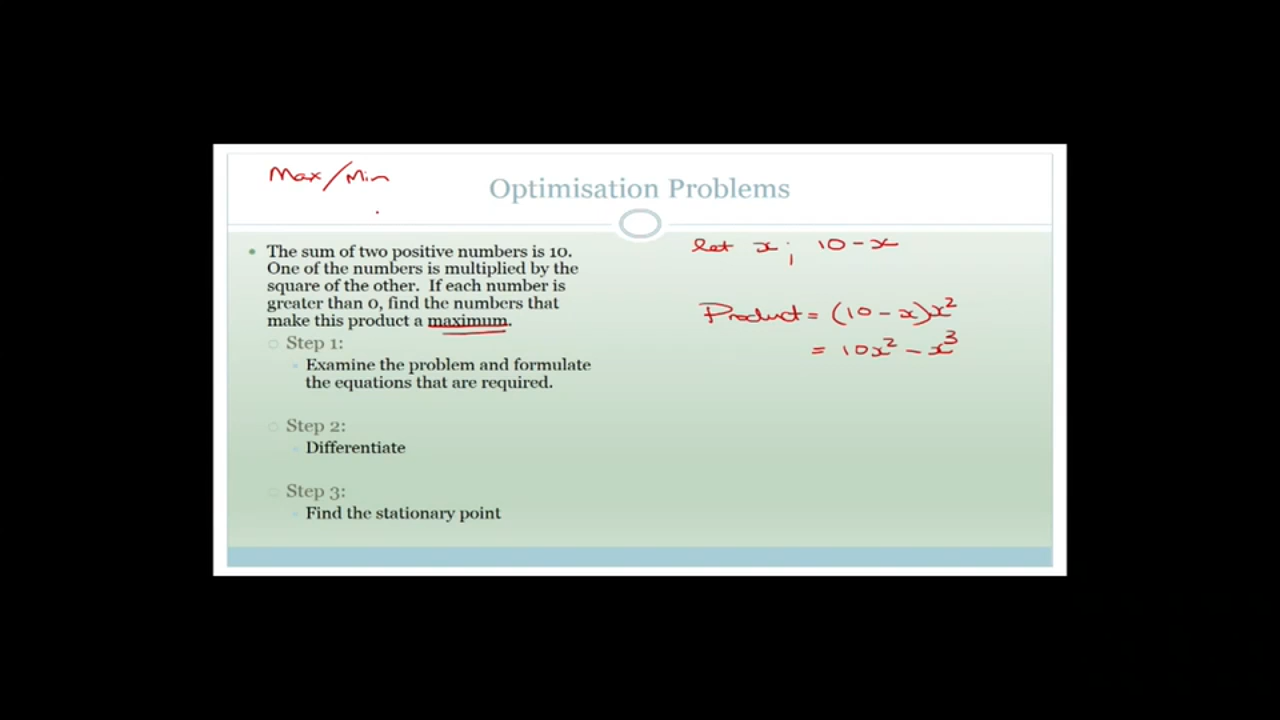 Max/Min
Optimisation Problems
• The sum of two positive numbers is 10.
One of the numbers is multiplied by the
square of the other. If each number is
greater than 0, find the numbers that
make this product a maximum.
Step 1:
Examine the problem and formulate
the equations that are required.
Step 2:
Differentiate
Step 3:
Find the stationary point
let x; 10-x
Product = (10-x)x²
= 10x² - x³